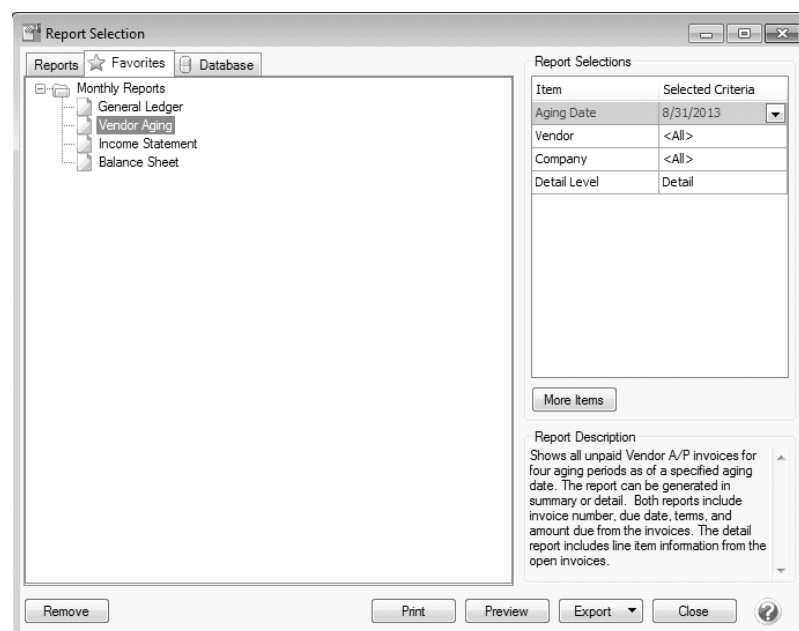 Report Selection
Reports Favorites Database
Monthly Reports
General Ledger
Vendor Aging
Income Statement
Balance Sheet
Report Selections
Item Selected Criteria
Aging Date 8/31/2013
Vendor <All>
Company <All>
Detail Level Detail
More Items
Report Description
Shows all unpaid Vendor A/P invoices for
four aging periods as of a specified aging
date. The report can be generated in
summary or detail. Both reports include
invoice number, due date, terms, and
amount due from the invoices. The detail
report includes line item information from the
open invoices.
Remove Print Preview Export Close ?